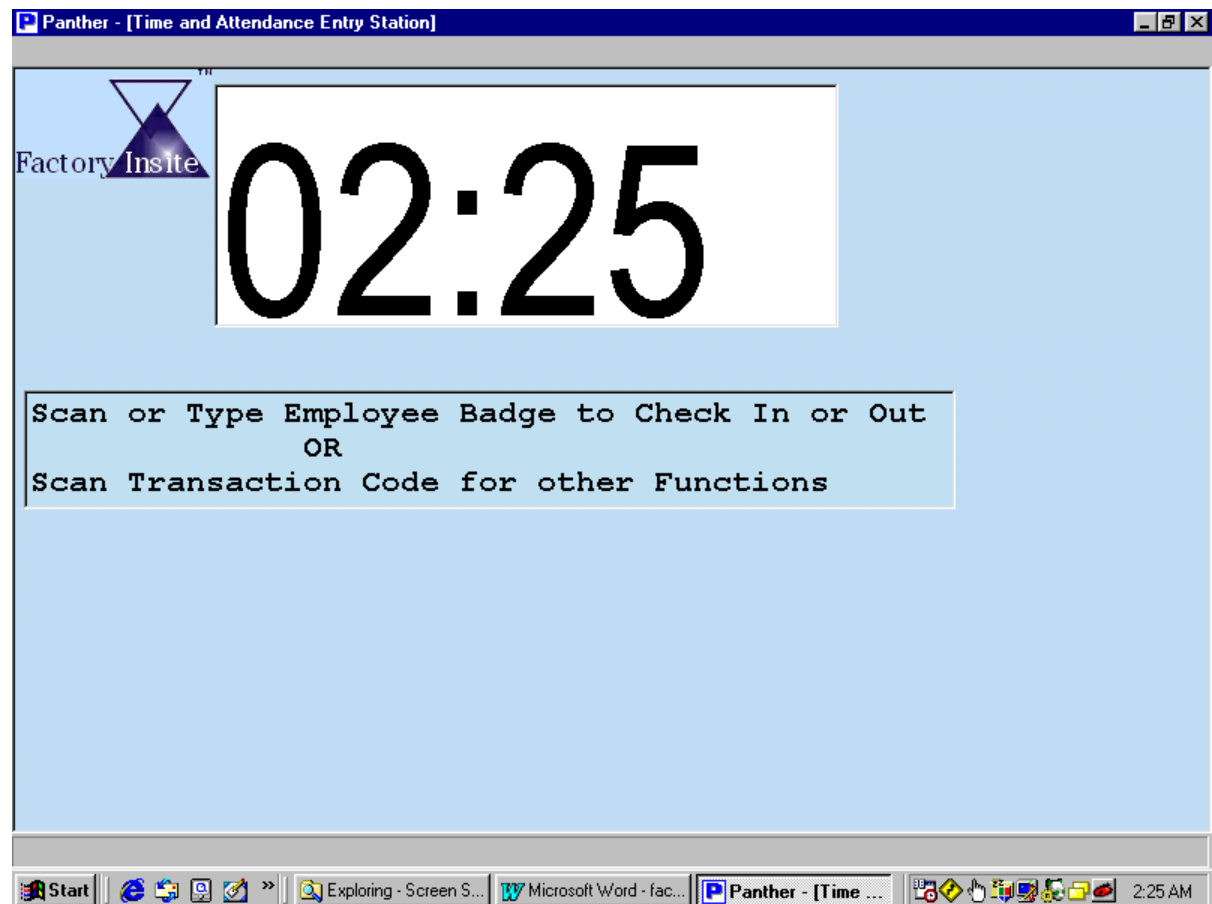 Panther - [Time and Attendance Entry Station]
TM
Factory Insite
02:25
Scan or Type Employee Badge to Check In or Out
OR
Scan Transaction Code for other Functions
Start » Exploring - Screen S... Microsoft Word - fac... Panther - [Time ... 2:25 AM